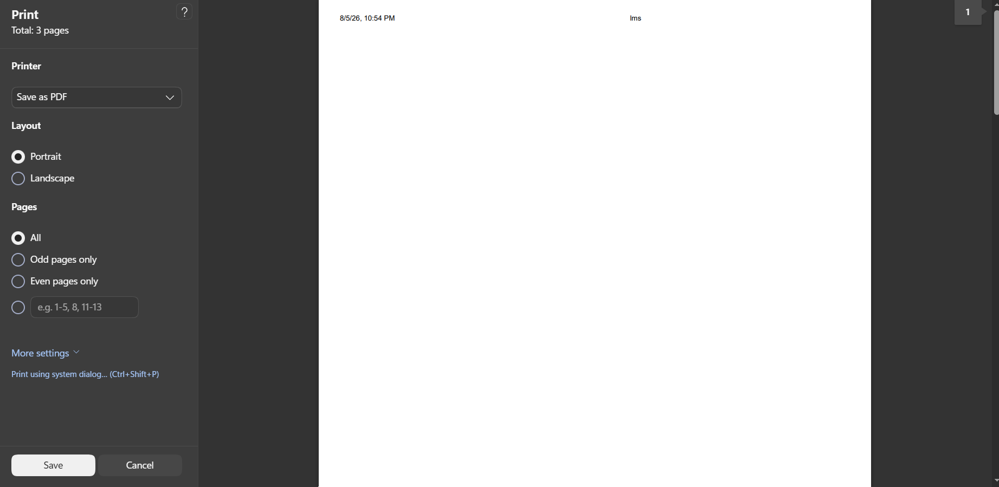 Print
?
Total: 3 pages
Printer
Save as PDF
Layout
Portrait
Landscape
Pages
All
Odd pages only
Even pages only
e.g. 1-5, 8, 11-13
More settings
Print using system dialog... (Ctrl+Shift+P)
Save Cancel
8/5/26, 10:54 PM lms
1